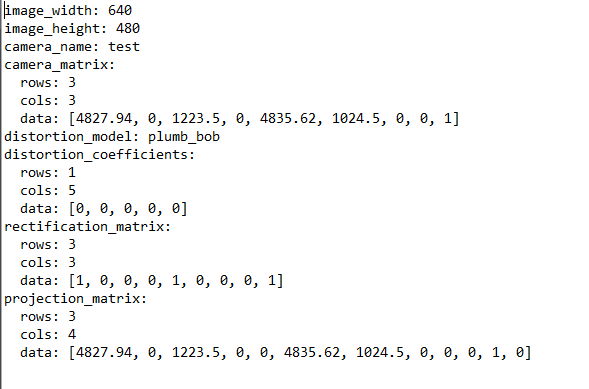 image_width: 640
image_height: 480
camera_name: test
camera_matrix:
  rows: 3
  cols: 3
  data: [4827.94, 0, 1223.5, 0, 4835.62, 1024.5, 0, 0, 1]
distortion_model: plumb_bob
distortion_coefficients:
  rows: 1
  cols: 5
  data: [0, 0, 0, 0, 0]
rectification_matrix:
  rows: 3
  cols: 3
  data: [1, 0, 0, 0, 1, 0, 0, 0, 1]
projection_matrix:
  rows: 3
  cols: 4
  data: [4827.94, 0, 1223.5, 0, 0, 4835.62, 1024.5, 0, 0, 0, 1, 0]